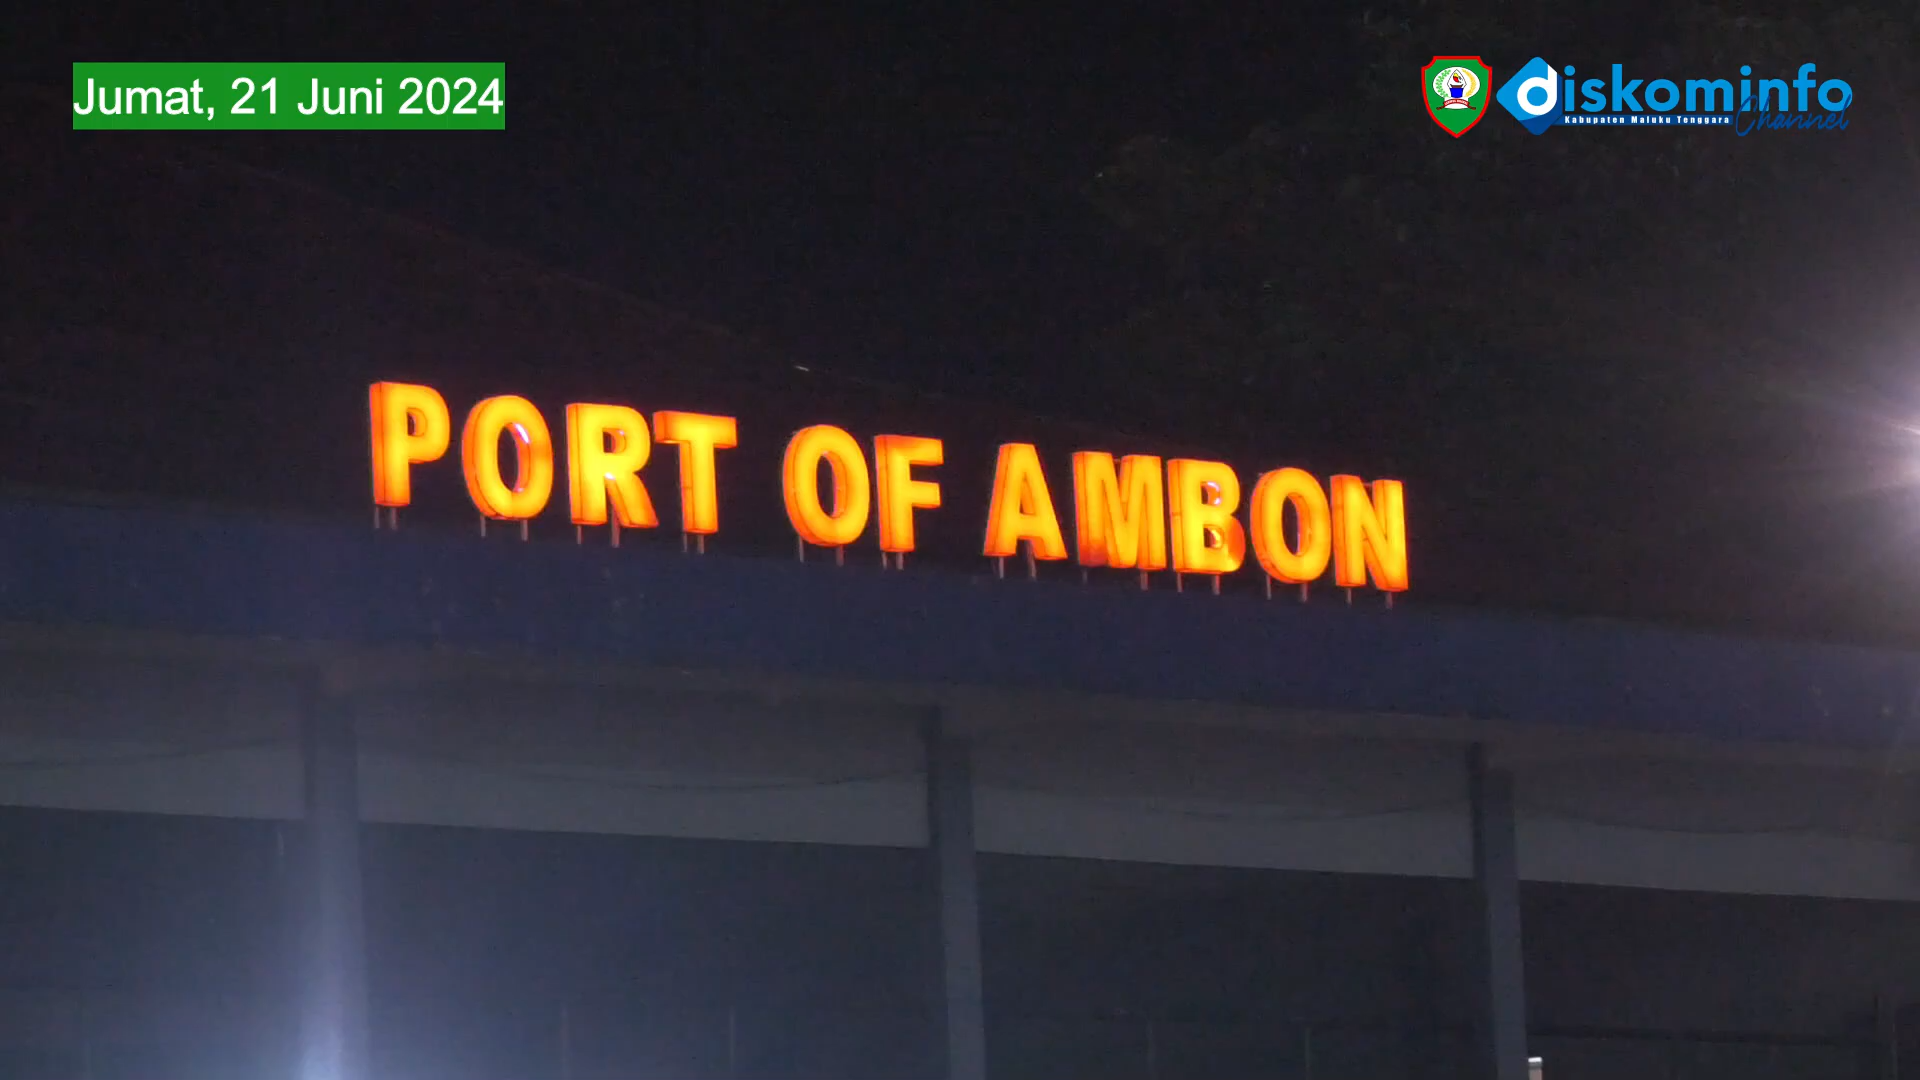 Jumat, 21 Juni 2024
diskominfo
Kabupaten Maluku Tenggara
Channel
PORT OF AMBON